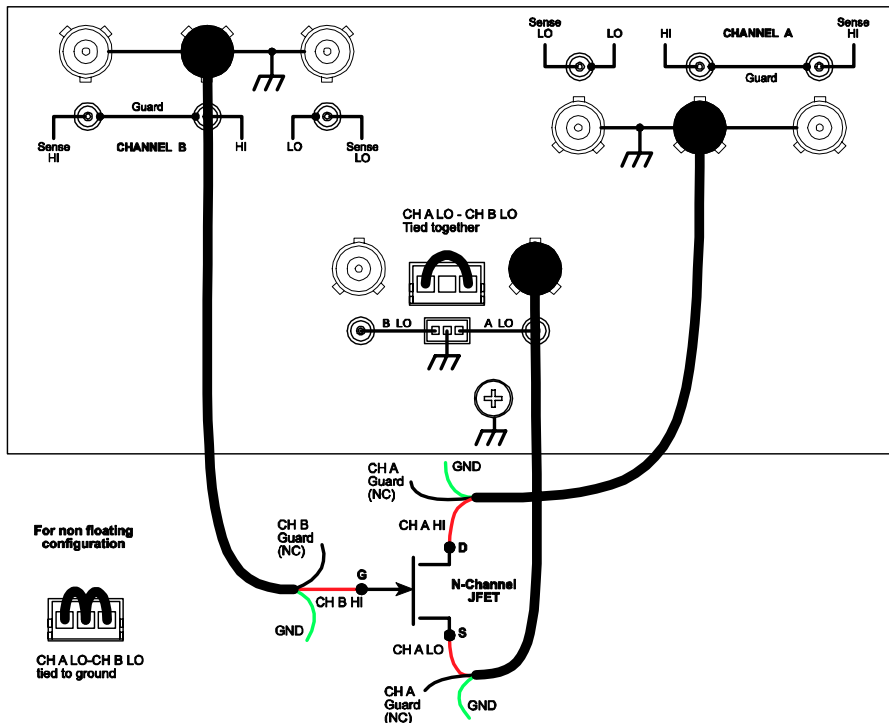 Sense
LO
LO
HI
CHANNEL A
Sense
HI
Guard
Guard
Sense
HI
CHANNEL B
HI
LO
Sense
LO
CH A LO - CH B LO
Tied together
B LO
A LO
CH A
Guard
(NC)
GND
CH A HI
For non floating
configuration
CH B
Guard
(NC)
D
G
N-Channel
JFET
CH B HI
GND
S
CH A LO
CH A LO-CH B LO
tied to ground
CH A
Guard
(NC)
GND